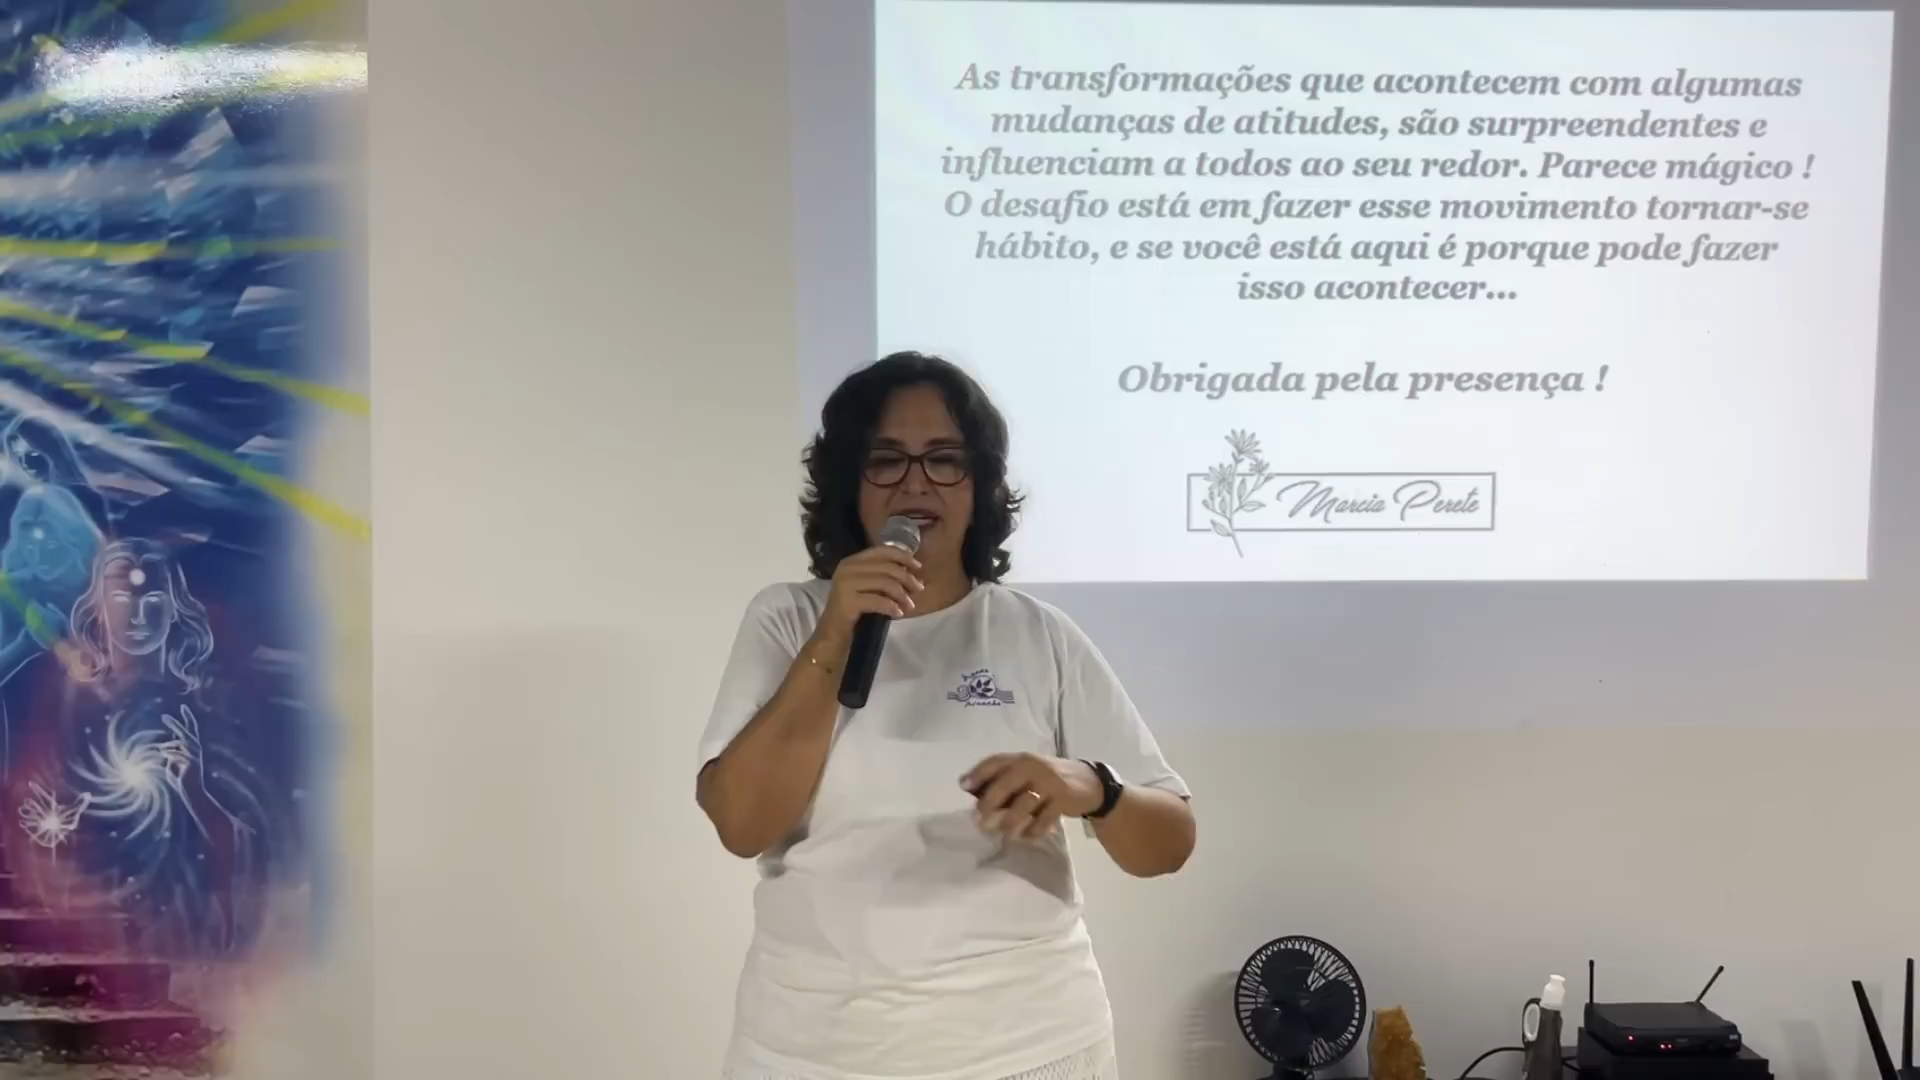 As transformações que acontecem com algumas
mudanças de atitudes, são surpreendentes e
influenciam a todos ao seu redor. Parece mágico !
O desafio está em fazer esse movimento tornar-se
hábito, e se você está aqui é porque pode fazer
isso acontecer...
Obrigada pela presença !
Marcia Perete